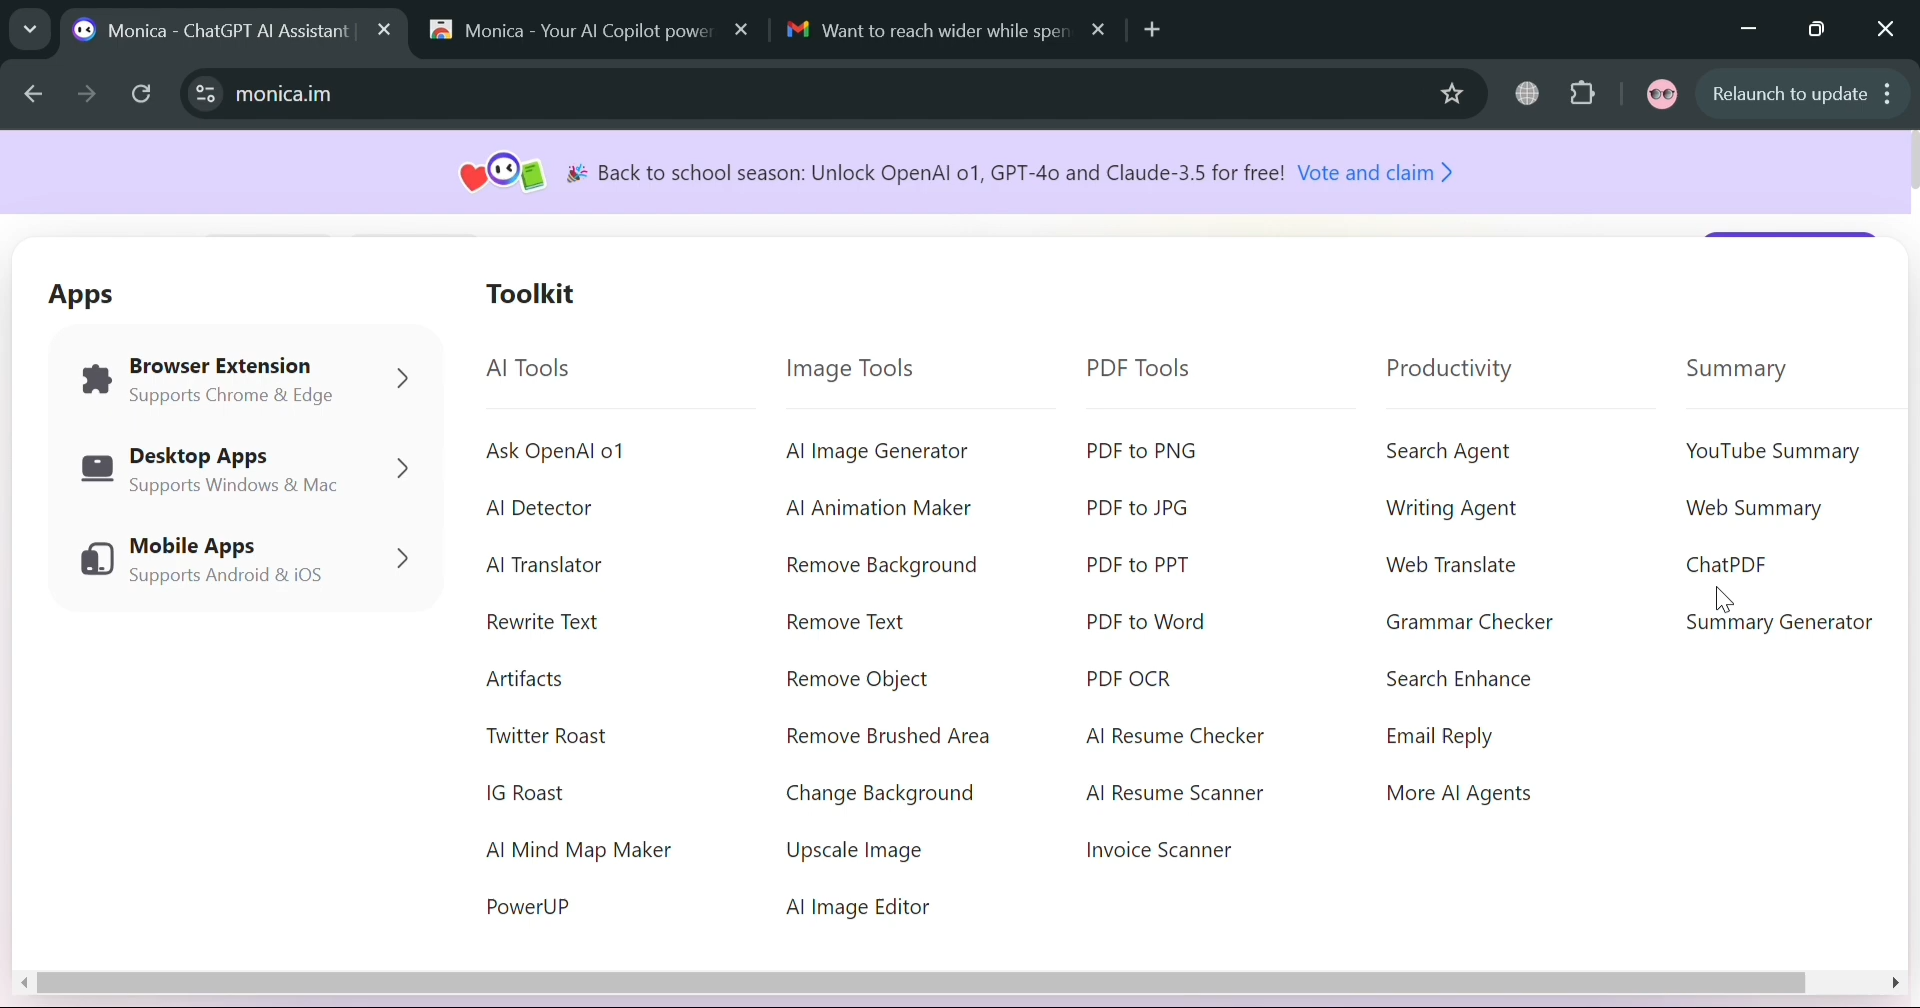 Monica - ChatGPT AI Assistant
Monica - Your AI Copilot power
Want to reach wider while spen
monica.im
Relaunch to update
🎉 Back to school season: Unlock OpenAI o1, GPT-4o and Claude-3.5 for free! Vote and claim
Apps
Browser Extension
Supports Chrome & Edge
Desktop Apps
Supports Windows & Mac
Mobile Apps
Supports Android & iOS
Toolkit
AI Tools
Ask OpenAI o1
AI Detector
AI Translator
Rewrite Text
Artifacts
Twitter Roast
IG Roast
AI Mind Map Maker
PowerUP
Image Tools
AI Image Generator
AI Animation Maker
Remove Background
Remove Text
Remove Object
Remove Brushed Area
Change Background
Upscale Image
AI Image Editor
PDF Tools
PDF to PNG
PDF to JPG
PDF to PPT
PDF to Word
PDF OCR
AI Resume Checker
AI Resume Scanner
Invoice Scanner
Productivity
Search Agent
Writing Agent
Web Translate
Grammar Checker
Search Enhance
Email Reply
More AI Agents
Summary
YouTube Summary
Web Summary
ChatPDF
Summary Generator